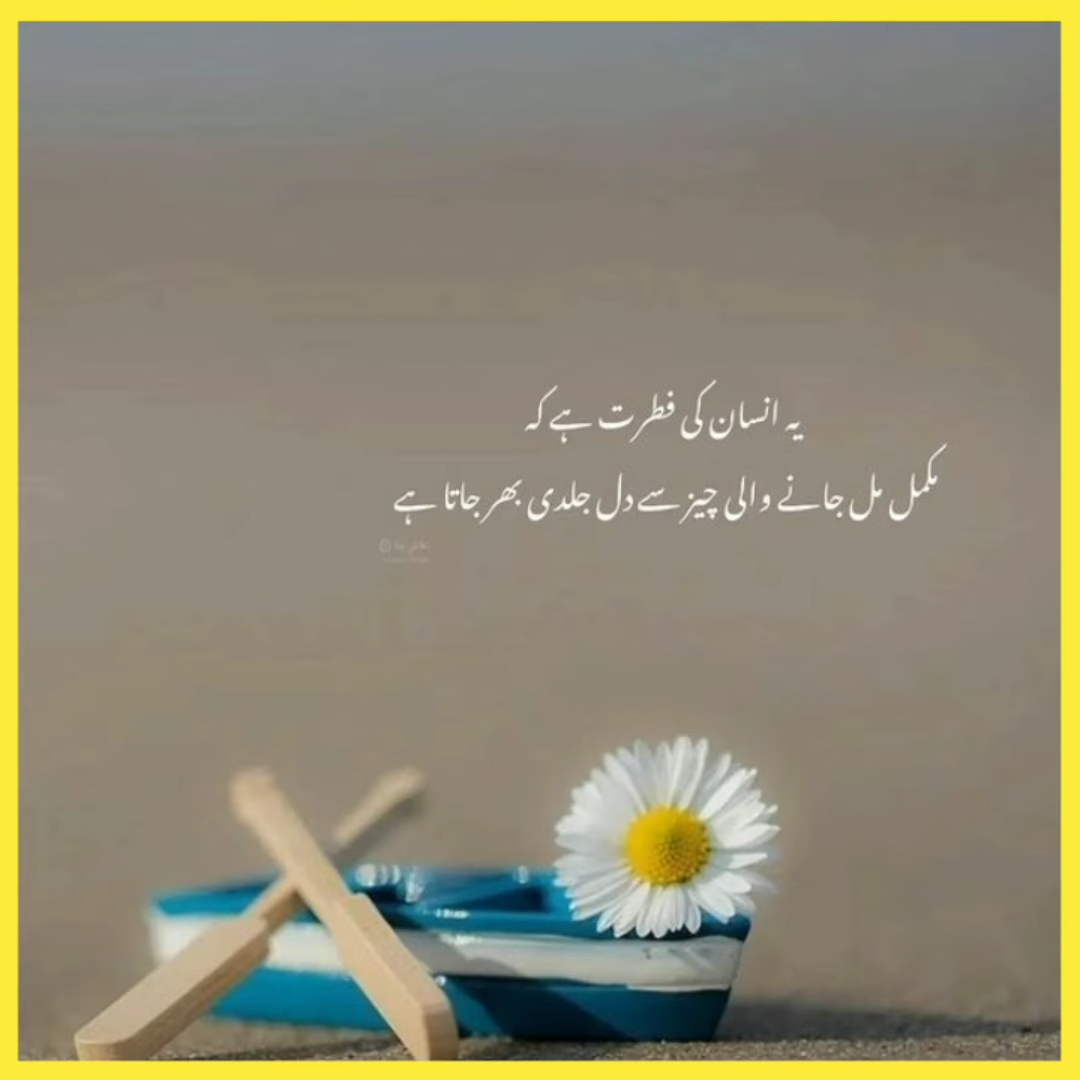 یہ انسان کی فطرت ہے کہ
مکمل مل جانے والی چیز سے دل جلدی بھر جاتا ہے